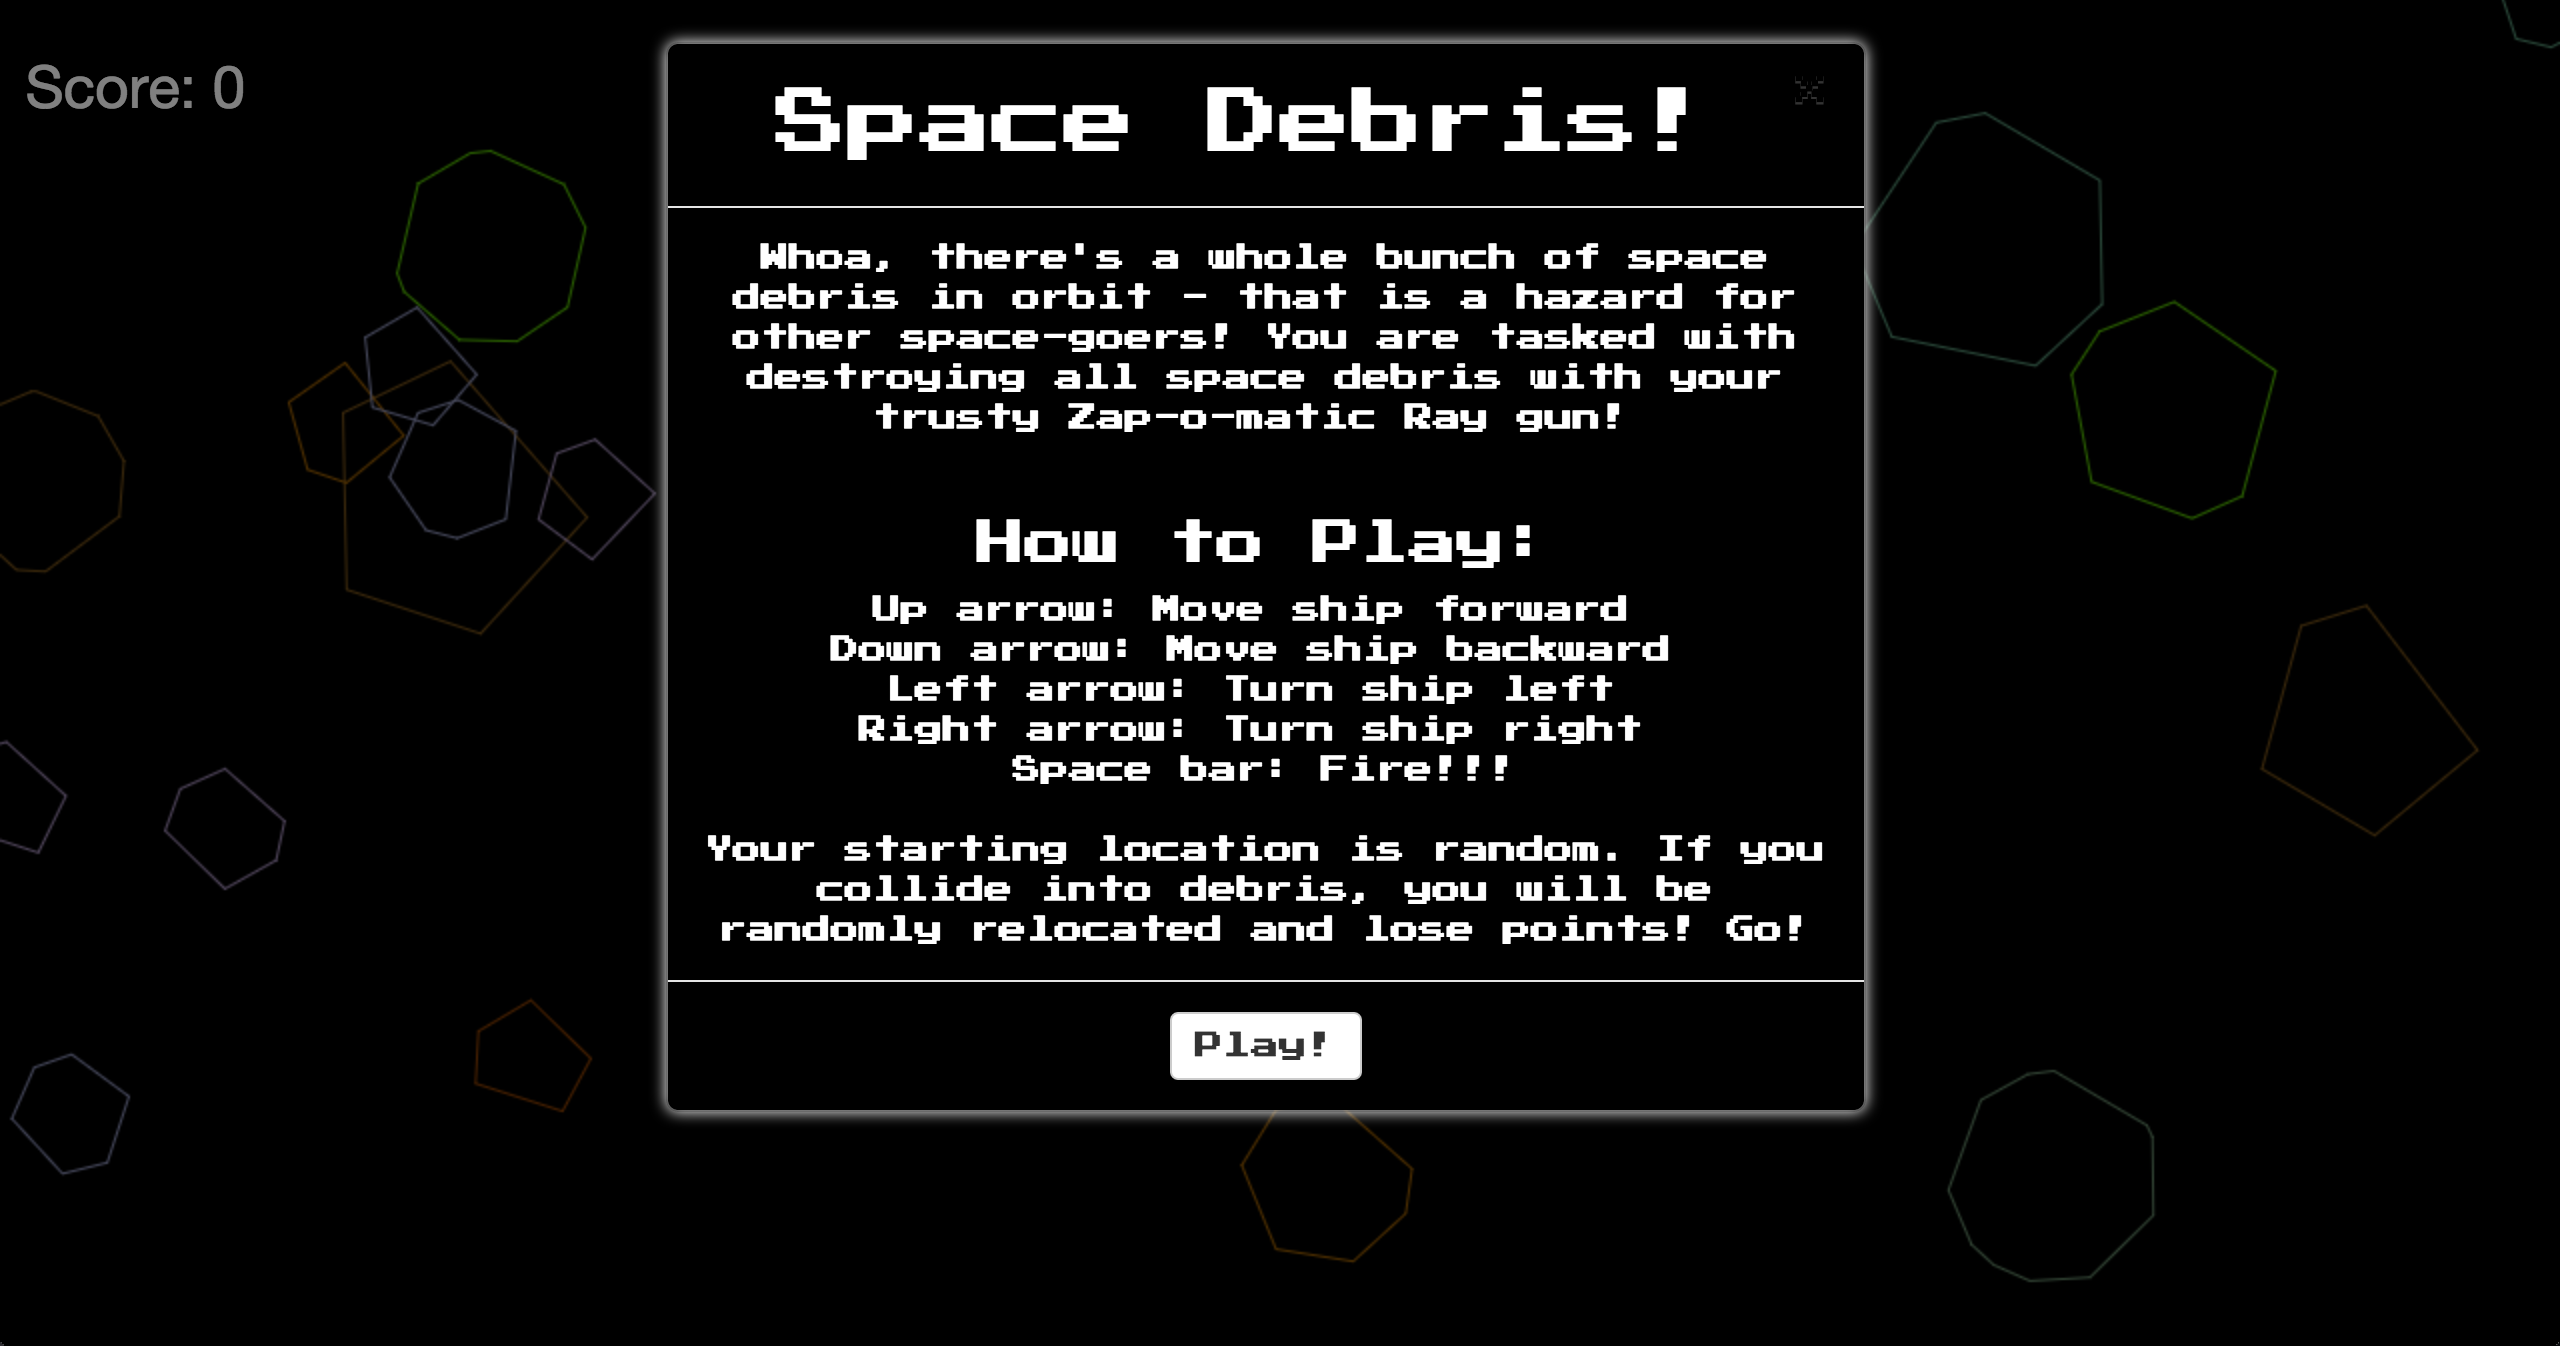 Score: 0
Space Debris!
x
Whoa, there's a whole bunch of space
debris in orbit - that is a hazard for
other space-goers! You are tasked with
destroying all space debris with your
trusty Zap-o-matic Ray gun!
How to Play:
Up arrow: Move ship forward
Down arrow: Move ship backward
Left arrow: Turn ship left
Right arrow: Turn ship right
Space bar: Fire!!!
Your starting location is random. If you
collide into debris, you will be
randomly relocated and lose points! Go!
Play!